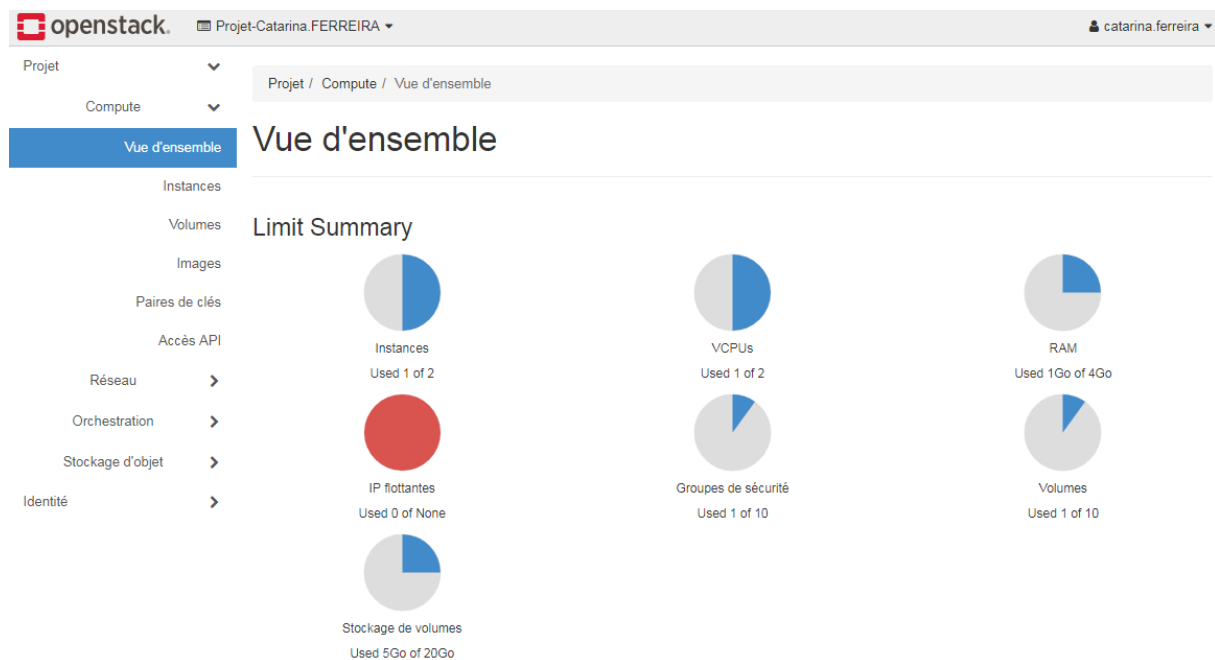 openstack. Projet-Catarina.FERREIRA catarina.ferreira
Projet
Compute
Vue d'ensemble
Instances
Volumes
Images
Paires de clés
Accès API
Réseau
Orchestration
Stockage d'objet
Identité
Projet / Compute / Vue d'ensemble
Vue d'ensemble
Limit Summary
Instances
Used 1 of 2
VCPUs
Used 1 of 2
RAM
Used 1Go of 4Go
IP flottantes
Used 0 of None
Groupes de sécurité
Used 1 of 10
Volumes
Used 1 of 10
Stockage de volumes
Used 5Go of 20Go